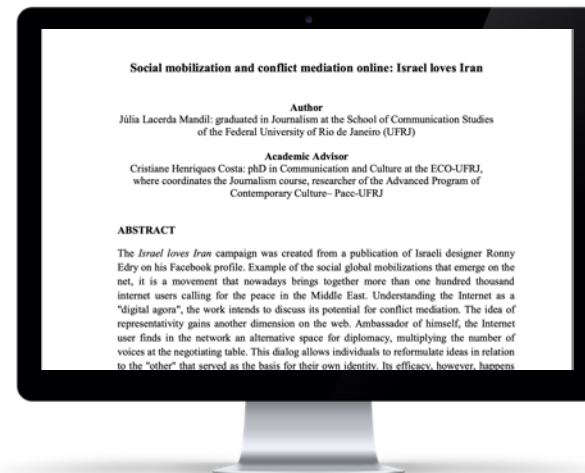 Social mobilization and conflict mediation online: Israel loves Iran
Author
Júlia Lacerda Mandil: graduated in Journalism at the School of Communication Studies
of the Federal University of Rio de Janeiro (UFRJ)
Academic Advisor
Cristiane Henriques Costa: phD in Communication and Culture at the ECO-UFRJ,
where coordinates the Journalism course, researcher of the Advanced Program of
Contemporary Culture– Pacc-UFRJ
ABSTRACT
The Israel loves Iran campaign was created from a publication of Israeli designer Ronny
Edry on his Facebook profile. Example of the social global mobilizations that emerge on the
net, it is a movement that nowadays brings together more than one hundred thousand
internet users calling for the peace in the Middle East. Understanding the Internet as a
"digital agora", the work intends to discuss its potential for conflict mediation. The idea of
representativity gains another dimension on the web. Ambassador of himself, the Internet
user finds in the network an alternative space for diplomacy, multiplying the number of
voices at the negotiating table. This dialog allows individuals to reformulate ideas in relation
to the "other" that served as the basis for their own identity. Its efficacy, however, happens